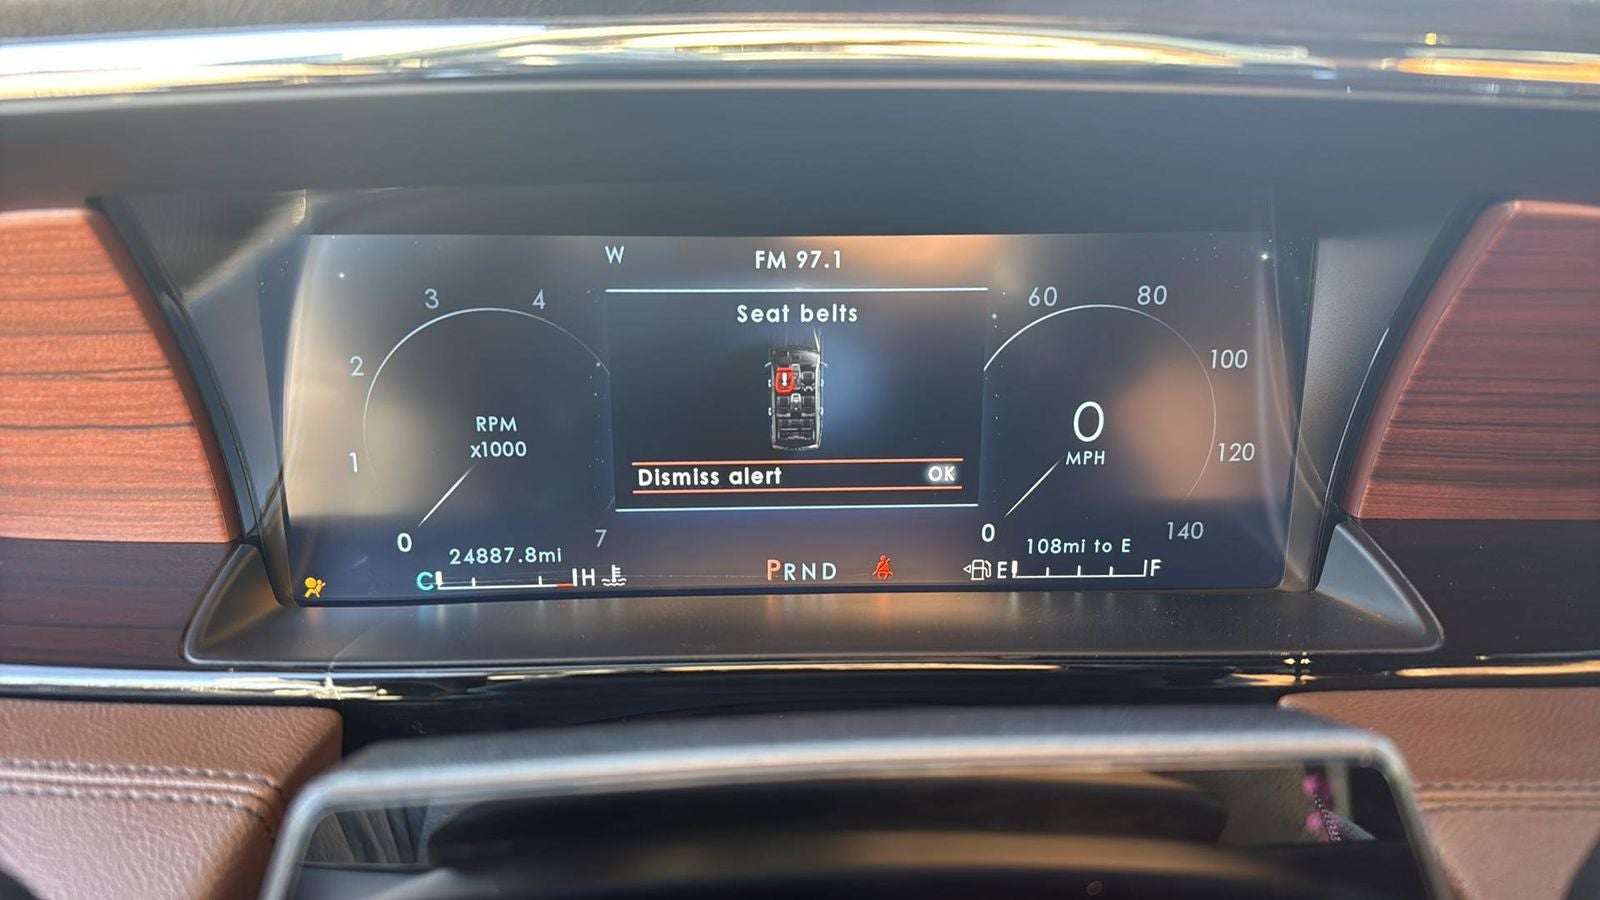 W
FM 97.1
Seat belts
Dismiss alert OK
0
1
2
3
4
7
RPM
x1000
24887.8mi
C H
PRND
0
60
80
100
120
140
0
MPH
108mi to E
E F